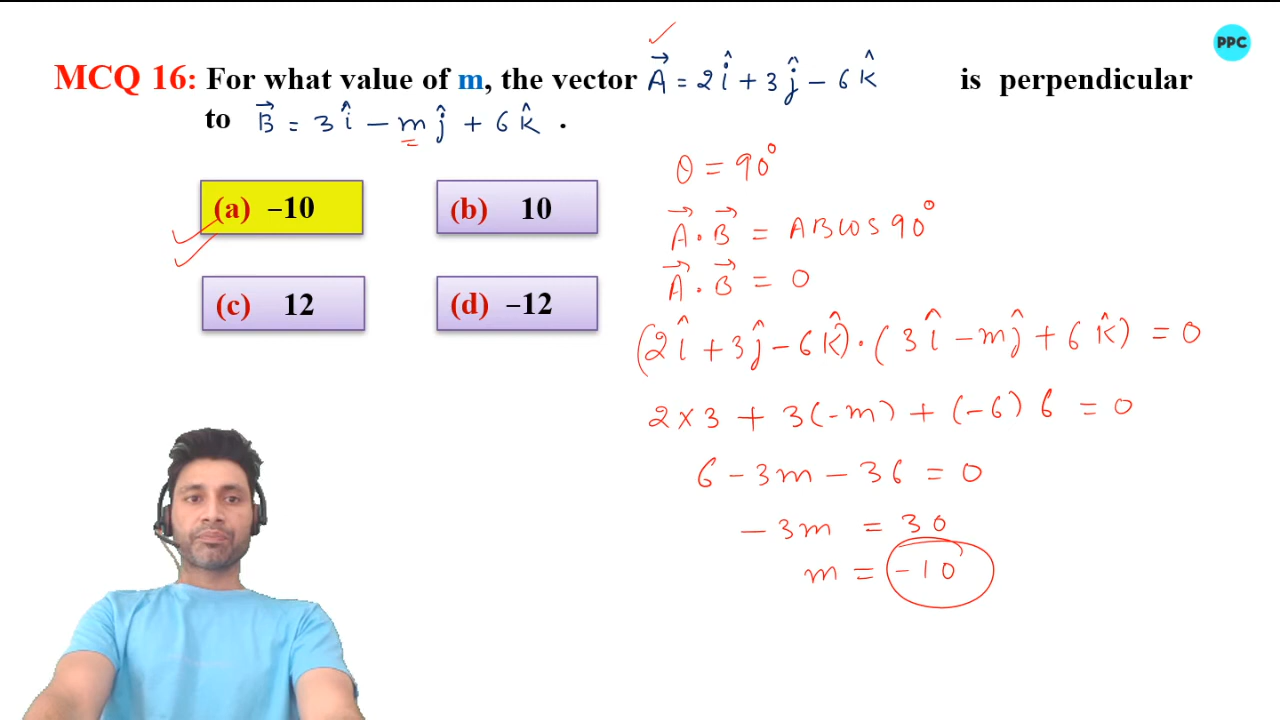 PPC
MCQ 16: For what value of m, the vector A⃗ = 2î + 3ĵ − 6k̂ is perpendicular
to B⃗ = 3î − mĵ + 6k̂ .
(a) −10
(b) 10
(c) 12
(d) −12
θ = 90°
A⃗ . B⃗ = AB cos 90°
A⃗ . B⃗ = 0
(2î + 3ĵ − 6k̂) . (3î − mĵ + 6k̂) = 0
2 × 3 + 3(−m) + (−6) 6 = 0
6 − 3m − 36 = 0
− 3m = 30
m = −10